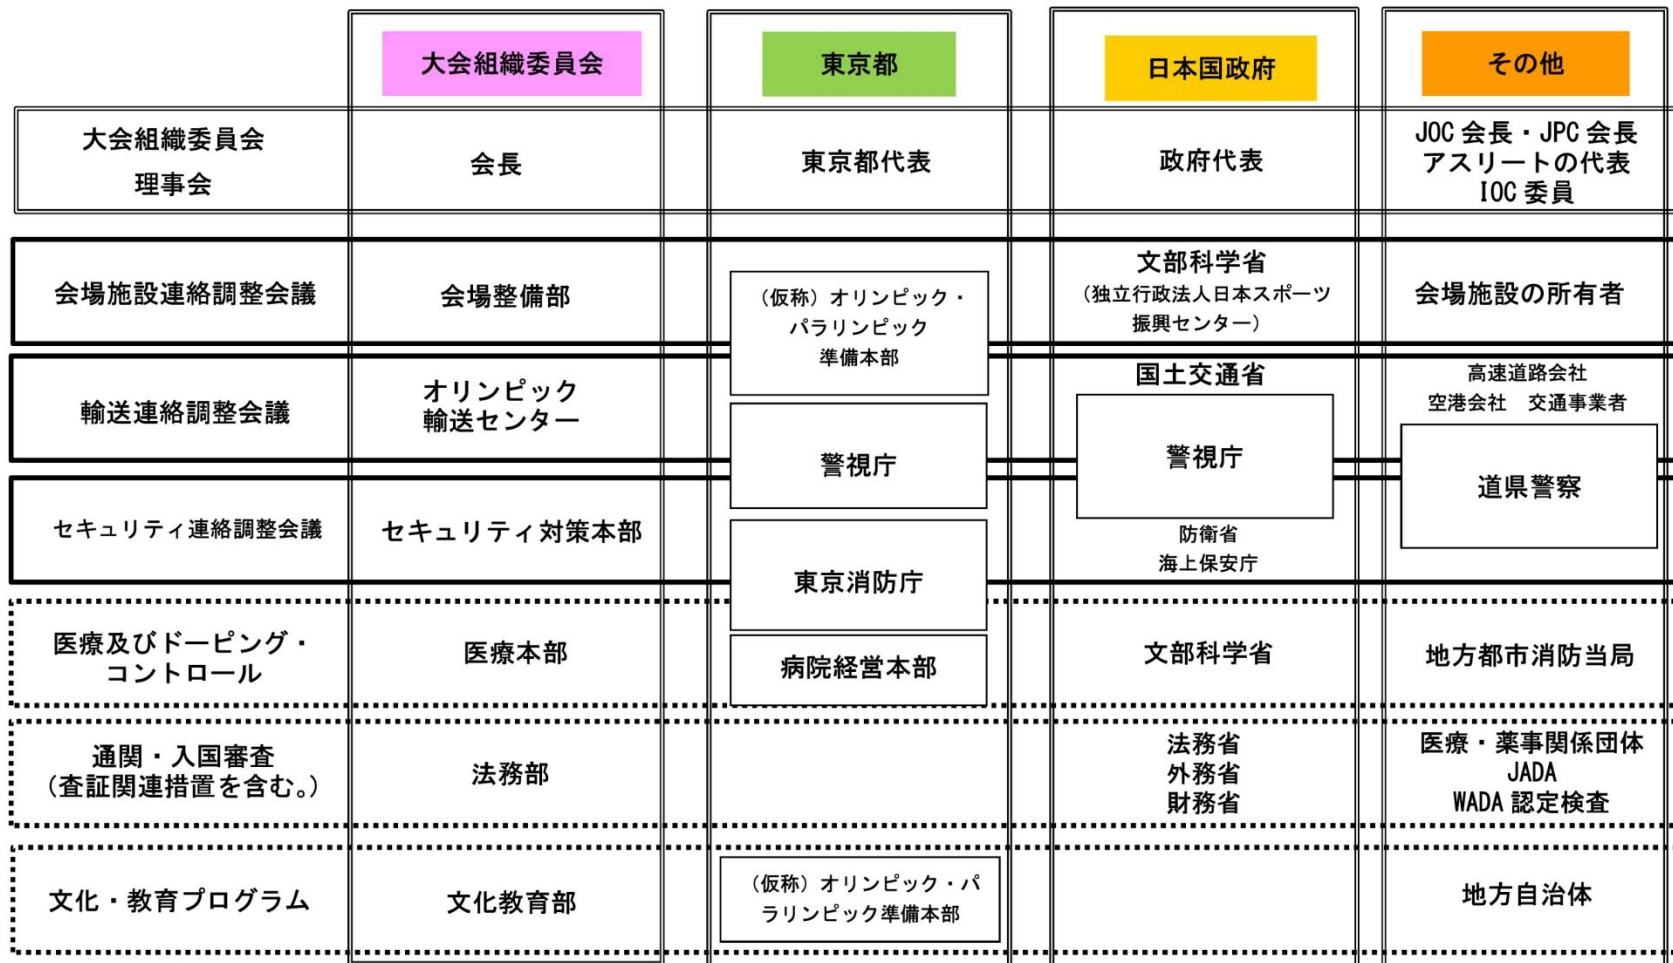 大会組織委員会
東京都
日本国政府
その他
大会組織委員会
理事会
会長
東京都代表
政府代表
JOC 会長・JPC 会長
アスリートの代表
IOC 委員
会場施設連絡調整会議
会場整備部
（仮称）オリンピック・
パラリンピック
準備本部
文部科学省
（独立行政法人日本スポーツ
振興センター）
会場施設の所有者
輸送連絡調整会議
オリンピック
輸送センター
警視庁
国土交通省
警視庁
高速道路会社
空港会社　交通事業者
道県警察
セキュリティ連絡調整会議
セキュリティ対策本部
東京消防庁
防衛省
海上保安庁
医療及びドーピング・
コントロール
医療本部
病院経営本部
文部科学省
地方都市消防当局
通関・入国審査
（査証関連措置を含む。）
法務部
法務省
外務省
財務省
医療・薬事関係団体
JADA
WADA 認定検査
文化・教育プログラム
文化教育部
（仮称）オリンピック・パ
ラリンピック準備本部
地方自治体